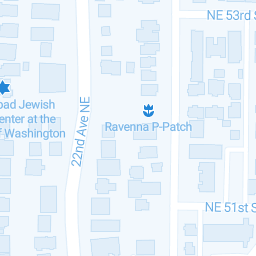 NE 53rd S
oad Jewish
enter at the
f Washington
22nd Ave NE
Ravenna P-Patch
NE 51st S